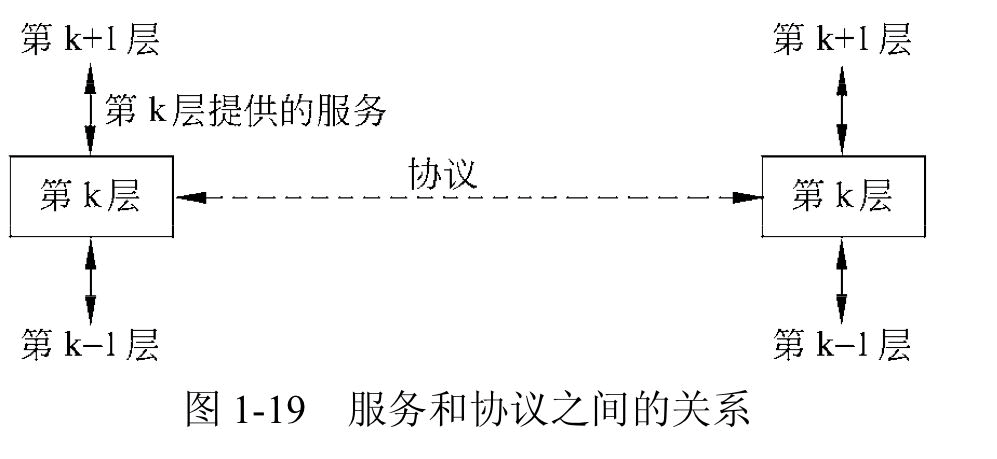 第 k+1 层
第 k+1 层
第 k 层提供的服务
协议
第 k 层
第 k 层
第 k−1 层
第 k−1 层
图 1-19 服务和协议之间的关系